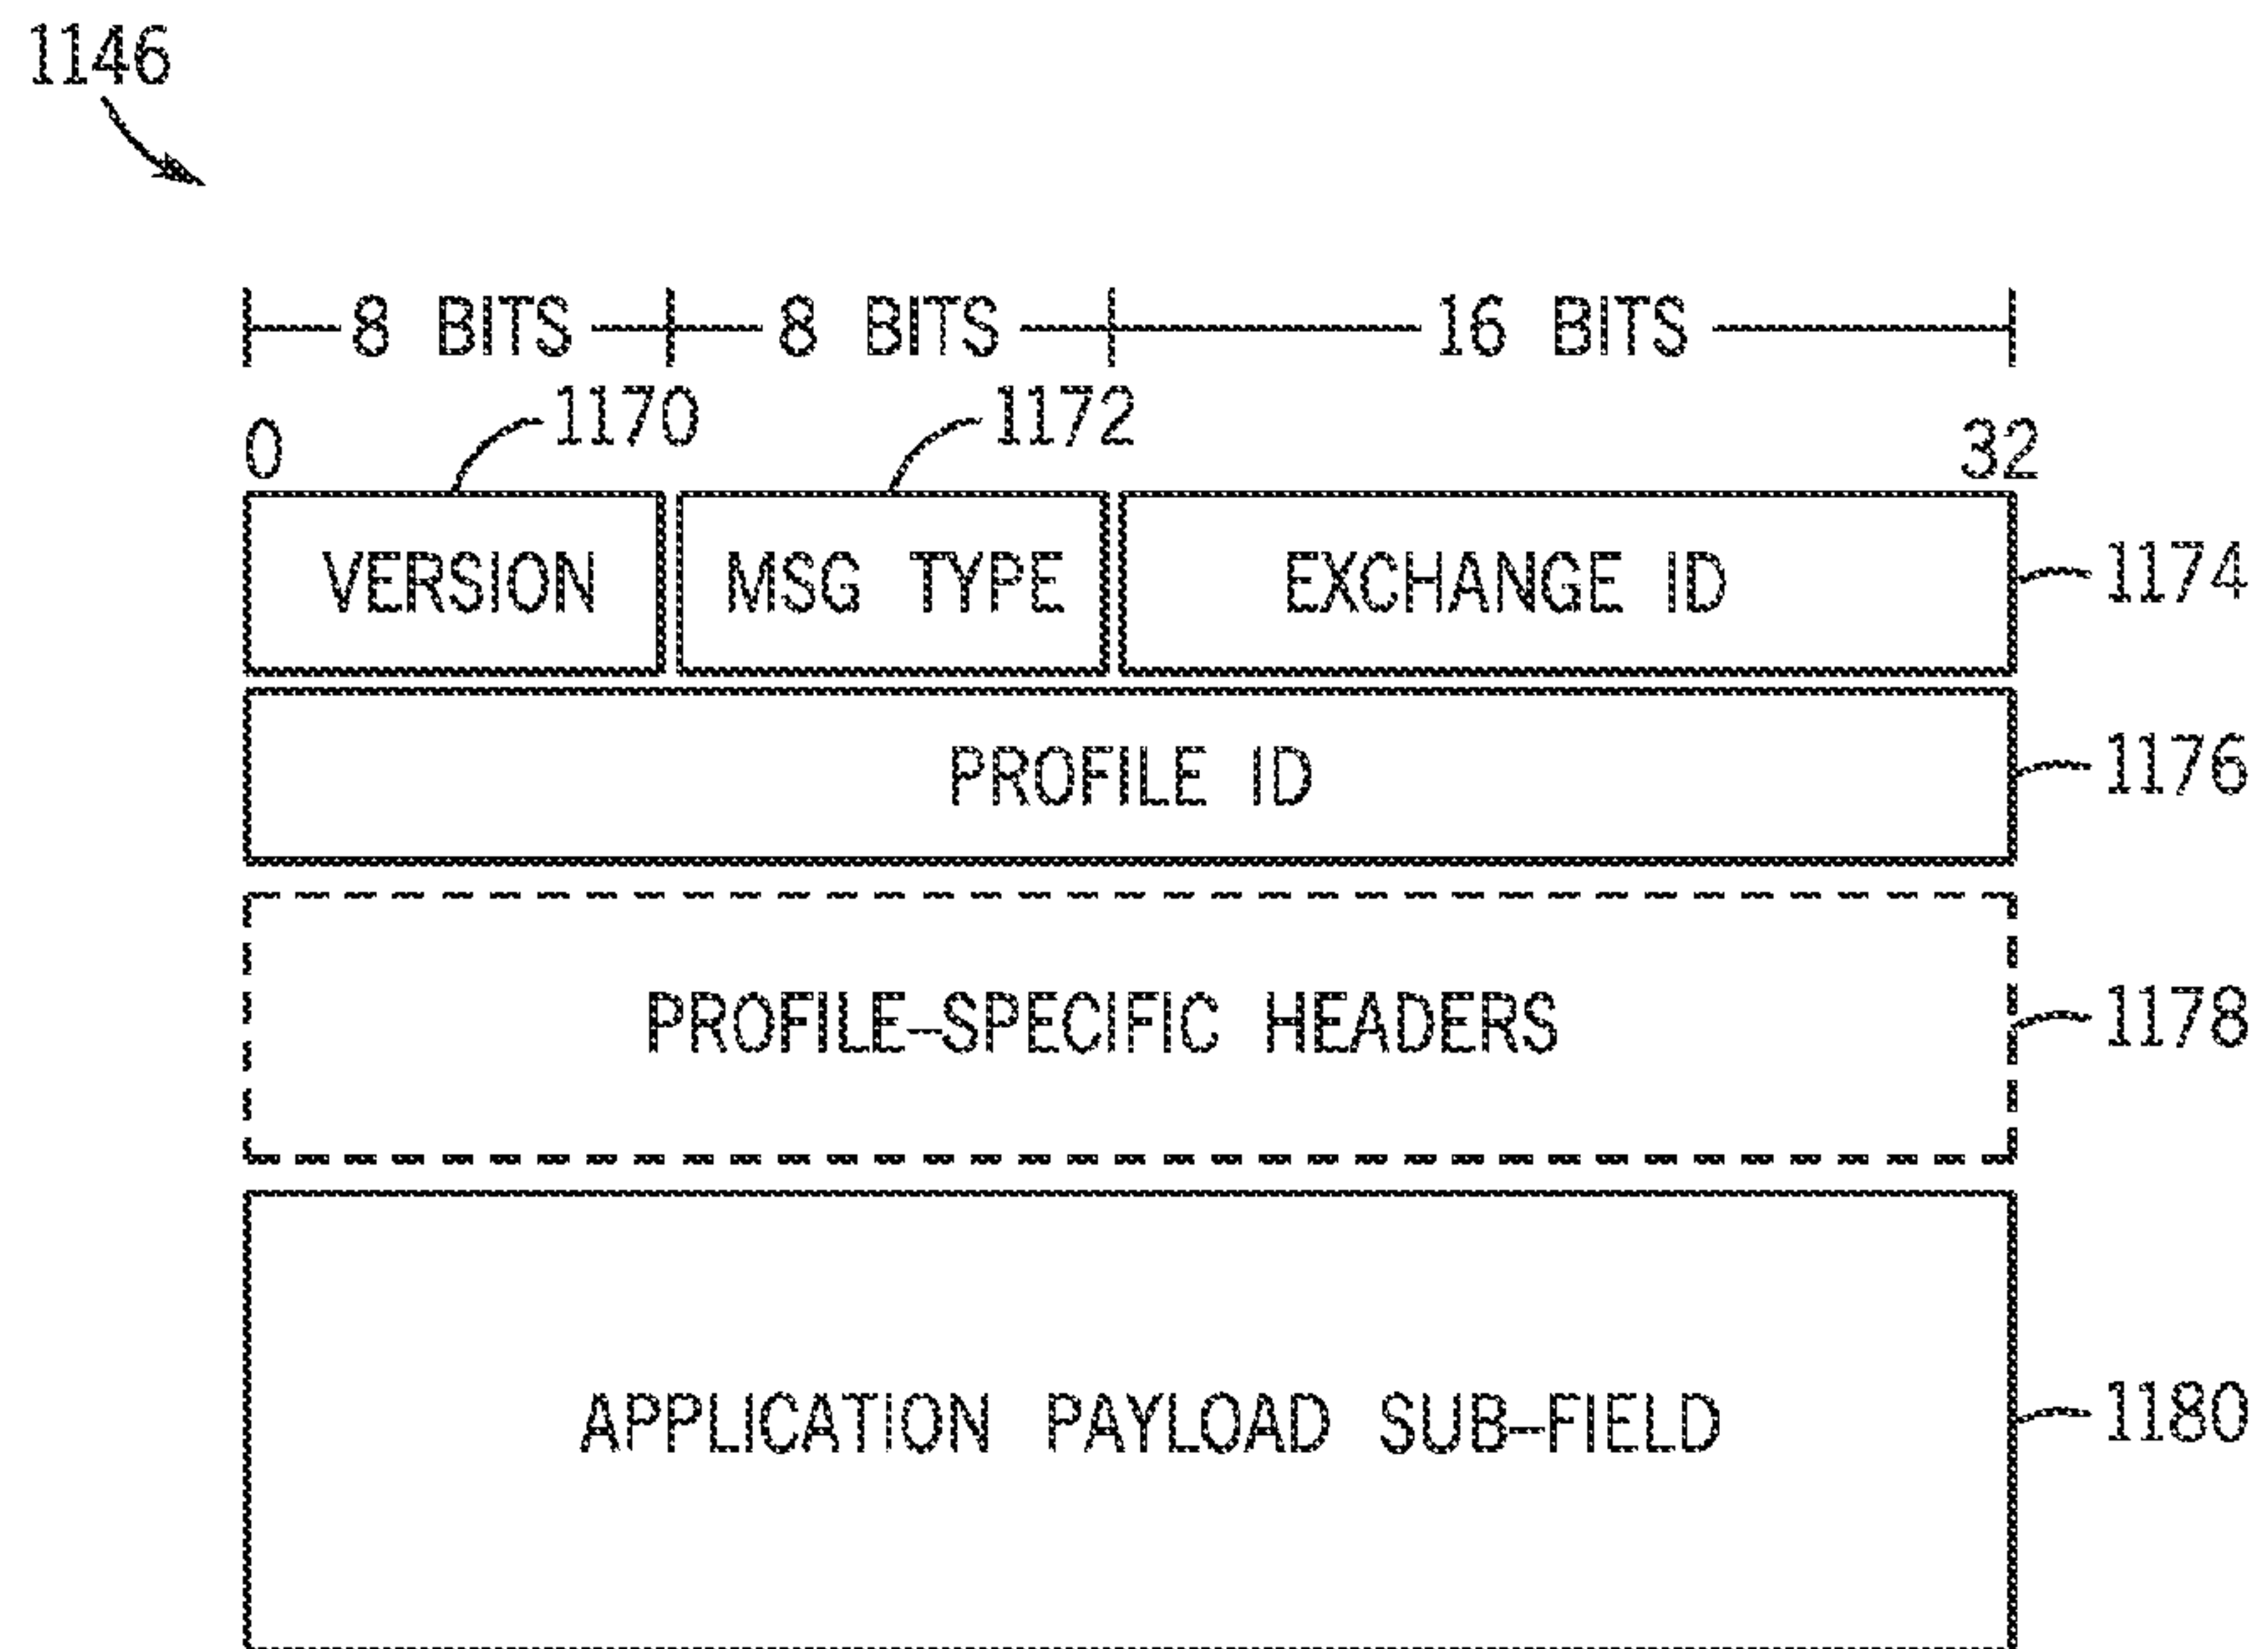 1146
8 BITS 8 BITS 16 BITS
1170 1172
0 32
VERSION MSG TYPE EXCHANGE ID 1174
PROFILE ID 1176
PROFILE-SPECIFIC HEADERS 1178
APPLICATION PAYLOAD SUB-FIELD 1180